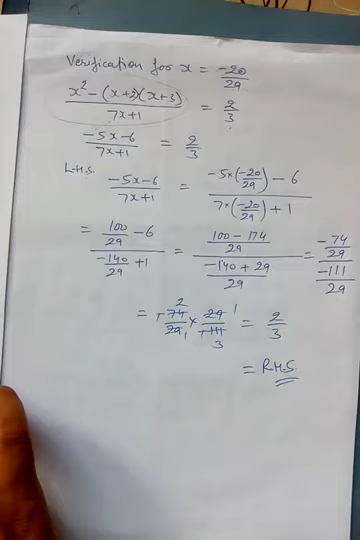 Verification for x = -20/29
x² - (x+2)(x+3) / 7x+1 = 2/3
-5x-6 / 7x+1 = 2/3
L.H.S. -5x-6 / 7x+1 = -5×(-20/29) - 6 / 7×(-20/29) + 1
= 100/29 - 6 / -140/29 + 1 = 100-174/29 / -140+29/29 = -74/29 / -111/29
= -74/29 × 29/-111 = 2/3
= R.H.S.